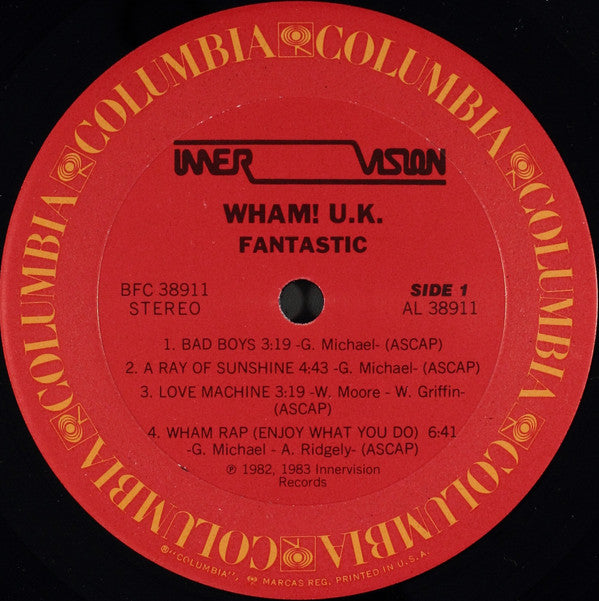 COLUMBIA COLUMBIA COLUMBIA COLUMBIA COLUMBIA COLUMBIA
INNERVISION
WHAM! U.K.
FANTASTIC
BFC 38911
STEREO
SIDE 1
AL 38911
1. BAD BOYS 3:19 -G. Michael- (ASCAP)
2. A RAY OF SUNSHINE 4:43 -G. Michael- (ASCAP)
3. LOVE MACHINE 3:19 -W. Moore - W. Griffin-
(ASCAP)
4. WHAM RAP (ENJOY WHAT YOU DO) 6:41
-G. Michael - A. Ridgely- (ASCAP)
℗ 1982, 1983 Innervision
Records
®"COLUMBIA", MARCAS REG. PRINTED IN U.S.A.